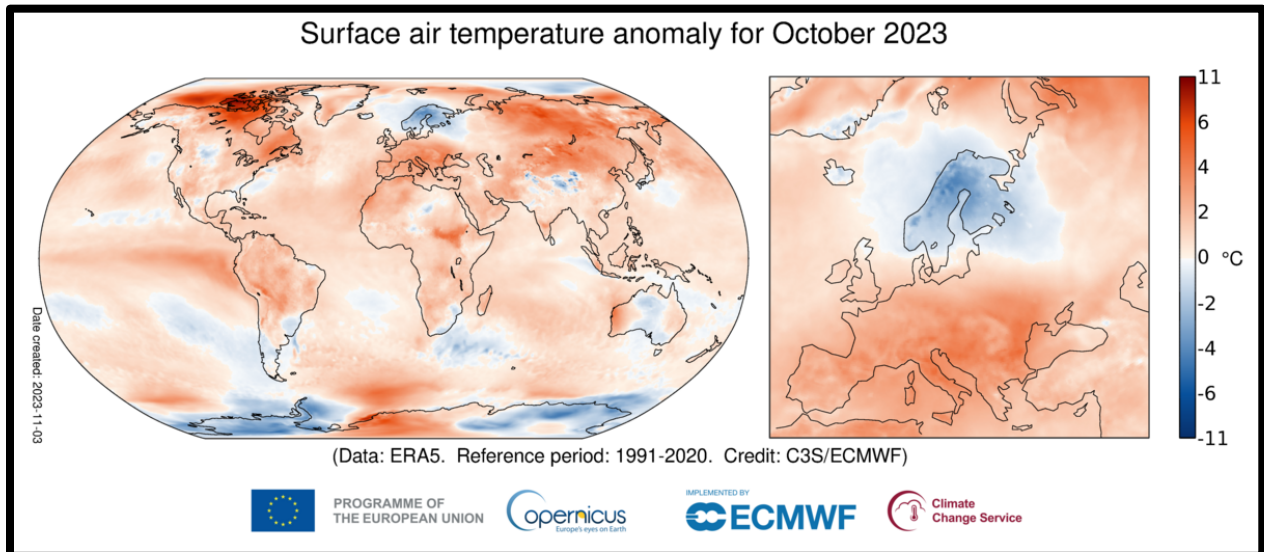 Surface air temperature anomaly for October 2023
11
6
4
2
0
-2
-4
-6
-11
°C
Date created: 2023-11-03
(Data: ERA5. Reference period: 1991-2020. Credit: C3S/ECMWF)
PROGRAMME OF
THE EUROPEAN UNION
Copernicus
Europe's eyes on Earth
IMPLEMENTED BY
ECMWF
Climate
Change Service